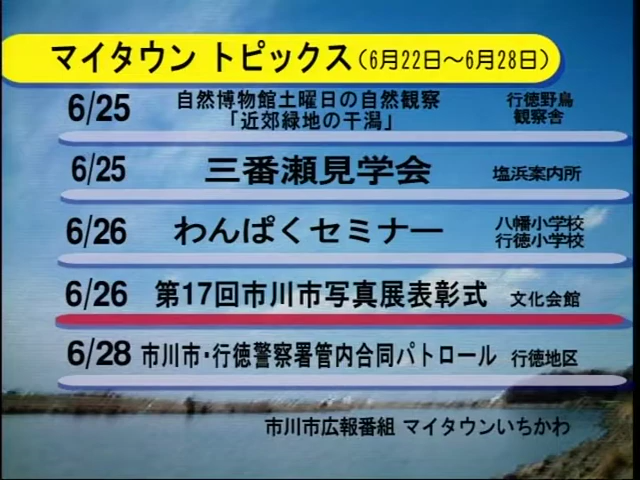 マイタウン トピックス（6月22日～6月28日）
6/25 自然博物館土曜日の自然観察 行徳野鳥
「近郊緑地の干潟」 観察舎
6/25 三番瀬見学会 塩浜案内所
6/26 わんぱくセミナー 八幡小学校
行徳小学校
6/26 第17回市川市写真展表彰式 文化会館
6/28 市川市・行徳警察署管内合同パトロール 行徳地区
市川市広報番組 マイタウンいちかわ